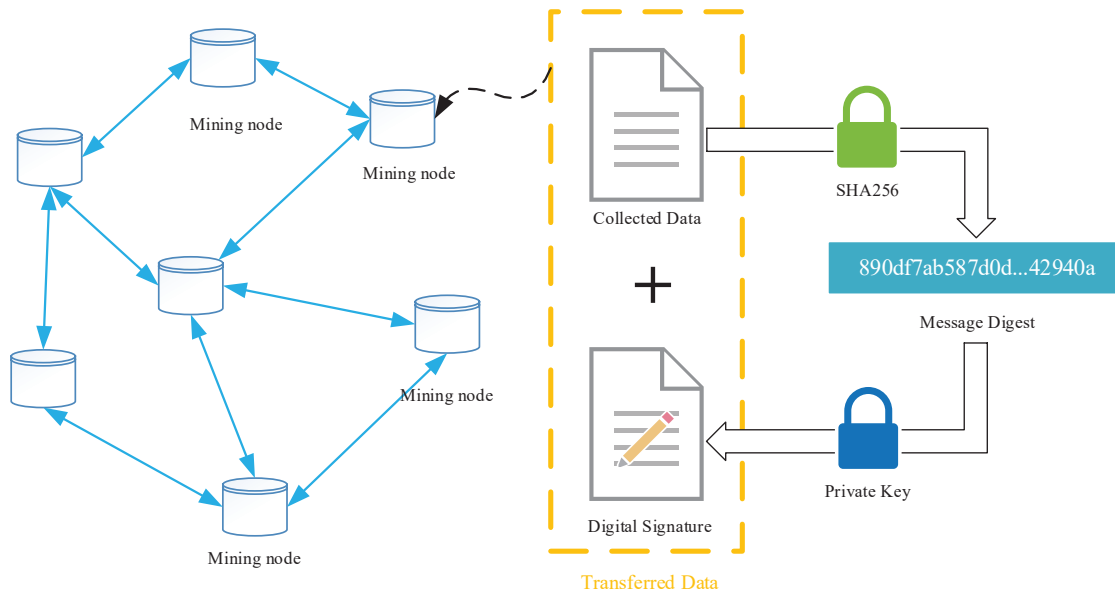 Mining node
Mining node
Mining node
Mining node
Collected Data
+
Digital Signature
Transferred Data
SHA256
890df7ab587d0d...42940a
Message Digest
Private Key